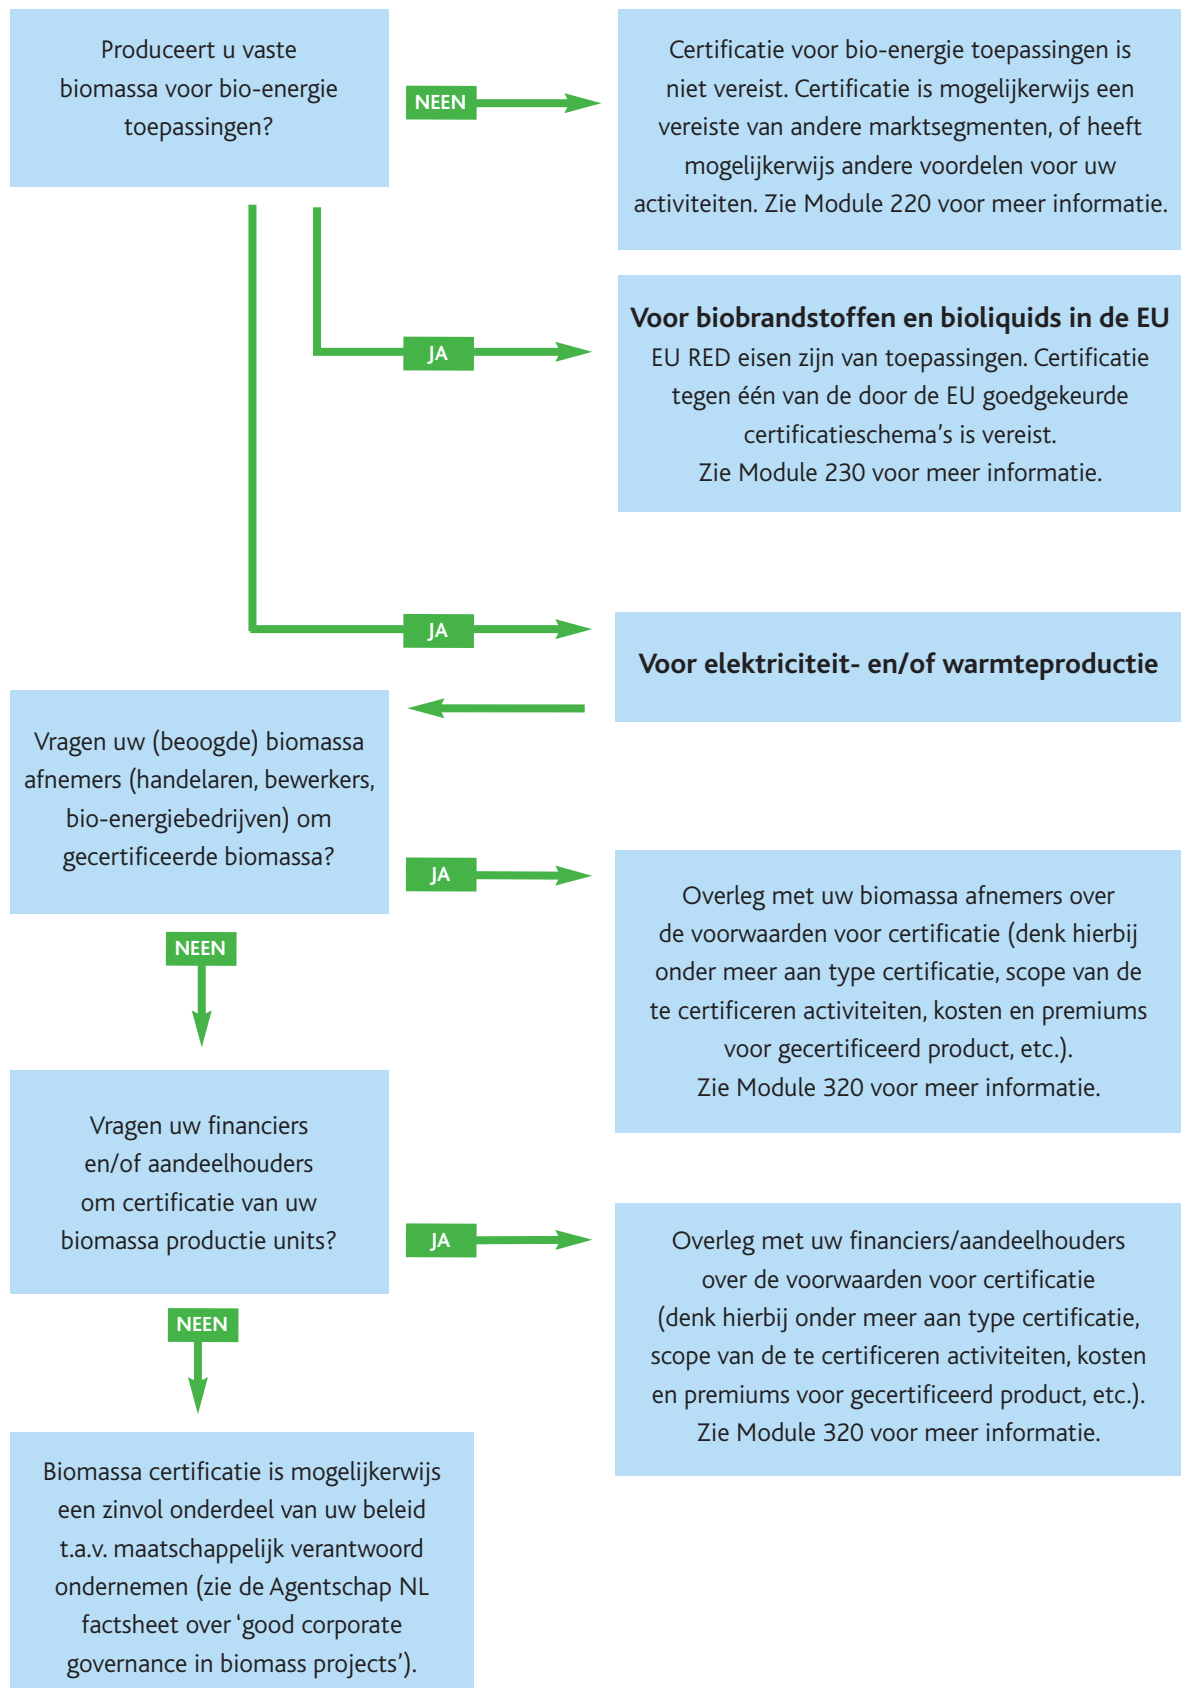 Produceert u vaste
biomassa voor bio-energie
toepassingen?
NEEN
Certificatie voor bio-energie toepassingen is
niet vereist. Certificatie is mogelijkerwijs een
vereiste van andere marktsegmenten, of heeft
mogelijkerwijs andere voordelen voor uw
activiteiten. Zie Module 220 voor meer informatie.
JA
Voor biobrandstoffen en bioliquids in de EU
EU RED eisen zijn van toepassingen. Certificatie
tegen één van de door de EU goedgekeurde
certificatieschema's is vereist.
Zie Module 230 voor meer informatie.
JA
Voor elektriciteit- en/of warmteproductie
Vragen uw (beoogde) biomassa
afnemers (handelaren, bewerkers,
bio-energiebedrijven) om
gecertificeerde biomassa?
JA
Overleg met uw biomassa afnemers over
de voorwaarden voor certificatie (denk hierbij
onder meer aan type certificatie, scope van de
te certificeren activiteiten, kosten en premiums
voor gecertificeerd product, etc.).
Zie Module 320 voor meer informatie.
NEEN
Vragen uw financiers
en/of aandeelhouders
om certificatie van uw
biomassa productie units?
JA
Overleg met uw financiers/aandeelhouders
over de voorwaarden voor certificatie
(denk hierbij onder meer aan type certificatie,
scope van de te certificeren activiteiten, kosten
en premiums voor gecertificeerd product, etc.).
Zie Module 320 voor meer informatie.
NEEN
Biomassa certificatie is mogelijkerwijs
een zinvol onderdeel van uw beleid
t.a.v. maatschappelijk verantwoord
ondernemen (zie de Agentschap NL
factsheet over 'good corporate
governance in biomass projects').